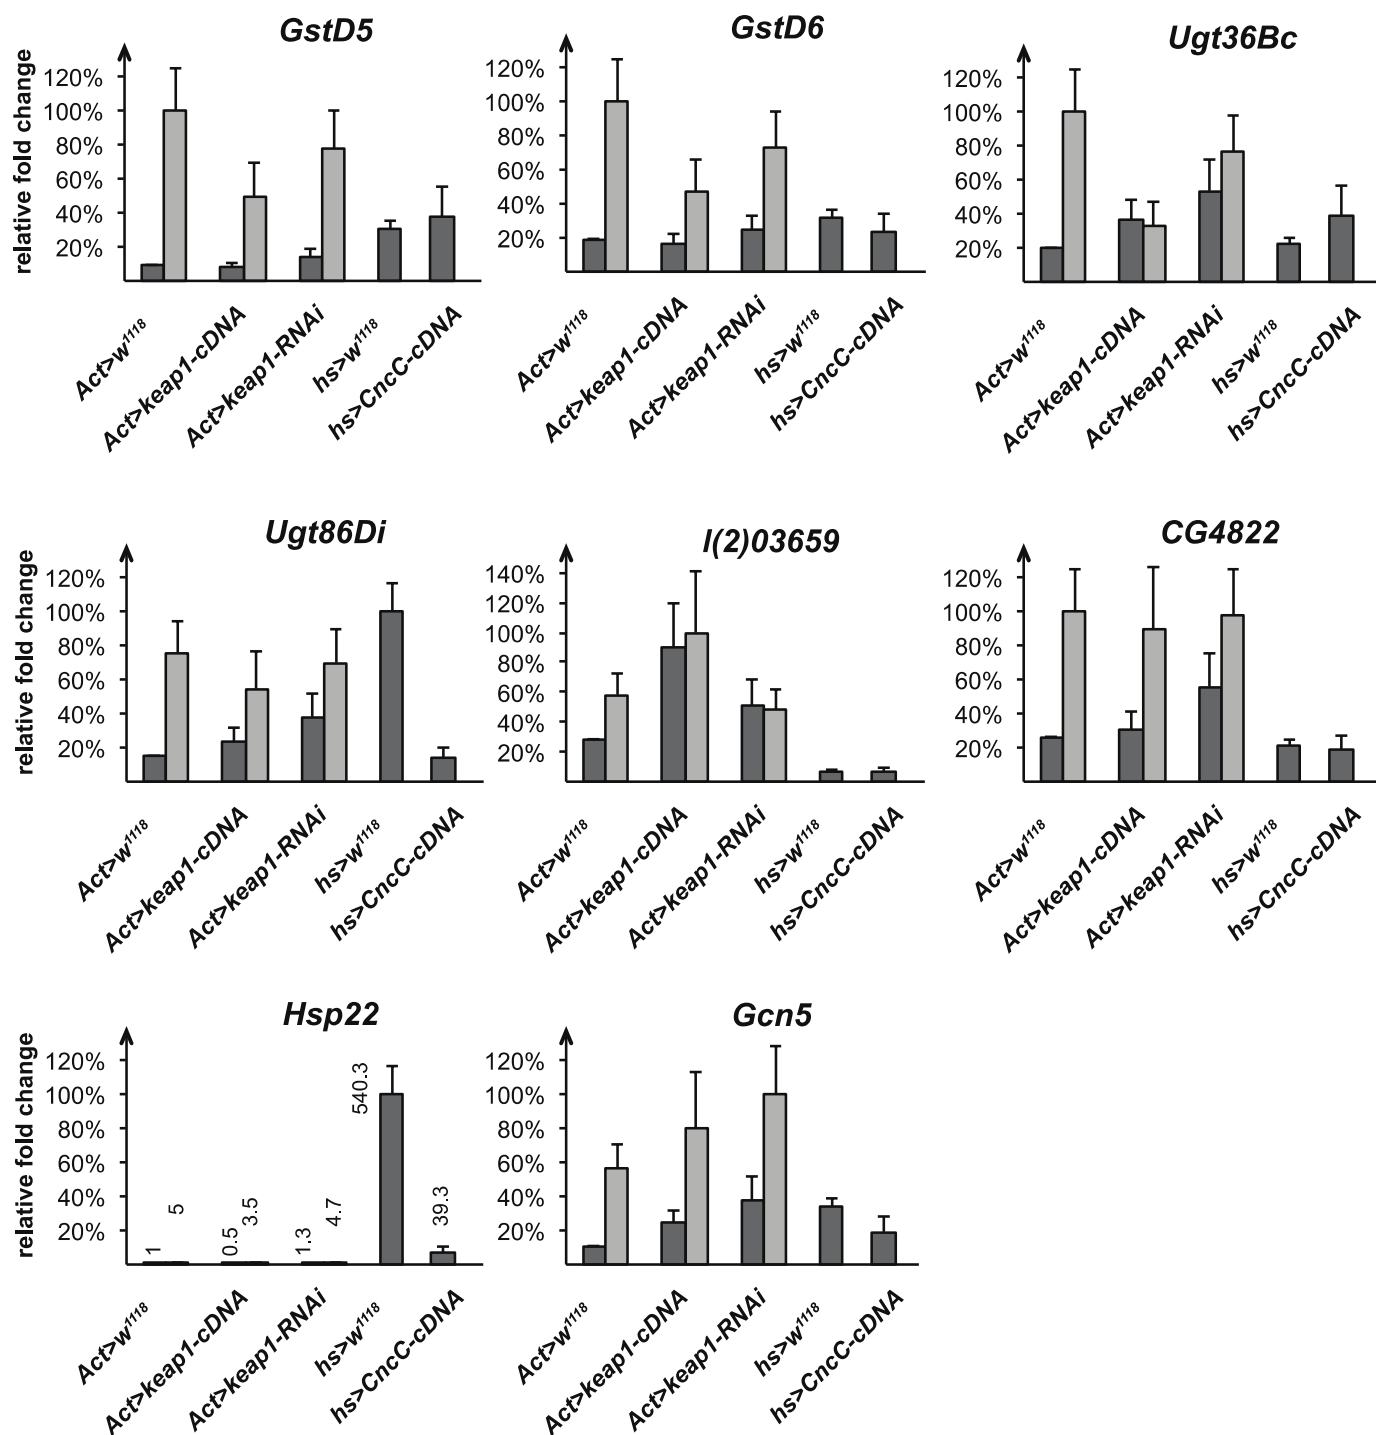 GstD5
relative fold change
120%
100%
80%
60%
40%
20%
Act>w1118
Act>keap1-cDNA
Act>keap1-RNAi
hs>w1118
hs>CncC-cDNA
GstD6
120%
100%
80%
60%
40%
20%
Act>w1118
Act>keap1-cDNA
Act>keap1-RNAi
hs>w1118
hs>CncC-cDNA
Ugt36Bc
120%
100%
80%
60%
40%
20%
Act>w1118
Act>keap1-cDNA
Act>keap1-RNAi
hs>w1118
hs>CncC-cDNA
Ugt86Di
relative fold change
120%
100%
80%
60%
40%
20%
Act>w1118
Act>keap1-cDNA
Act>keap1-RNAi
hs>w1118
hs>CncC-cDNA
l(2)03659
140%
120%
100%
80%
60%
40%
20%
Act>w1118
Act>keap1-cDNA
Act>keap1-RNAi
hs>w1118
hs>CncC-cDNA
CG4822
120%
100%
80%
60%
40%
20%
Act>w1118
Act>keap1-cDNA
Act>keap1-RNAi
hs>w1118
hs>CncC-cDNA
Hsp22
relative fold change
120%
100%
80%
60%
40%
20%
1
5
0.5
3.5
1.3
4.7
540.3
39.3
Act>w1118
Act>keap1-cDNA
Act>keap1-RNAi
hs>w1118
hs>CncC-cDNA
Gcn5
120%
100%
80%
60%
40%
20%
Act>w1118
Act>keap1-cDNA
Act>keap1-RNAi
hs>w1118
hs>CncC-cDNA